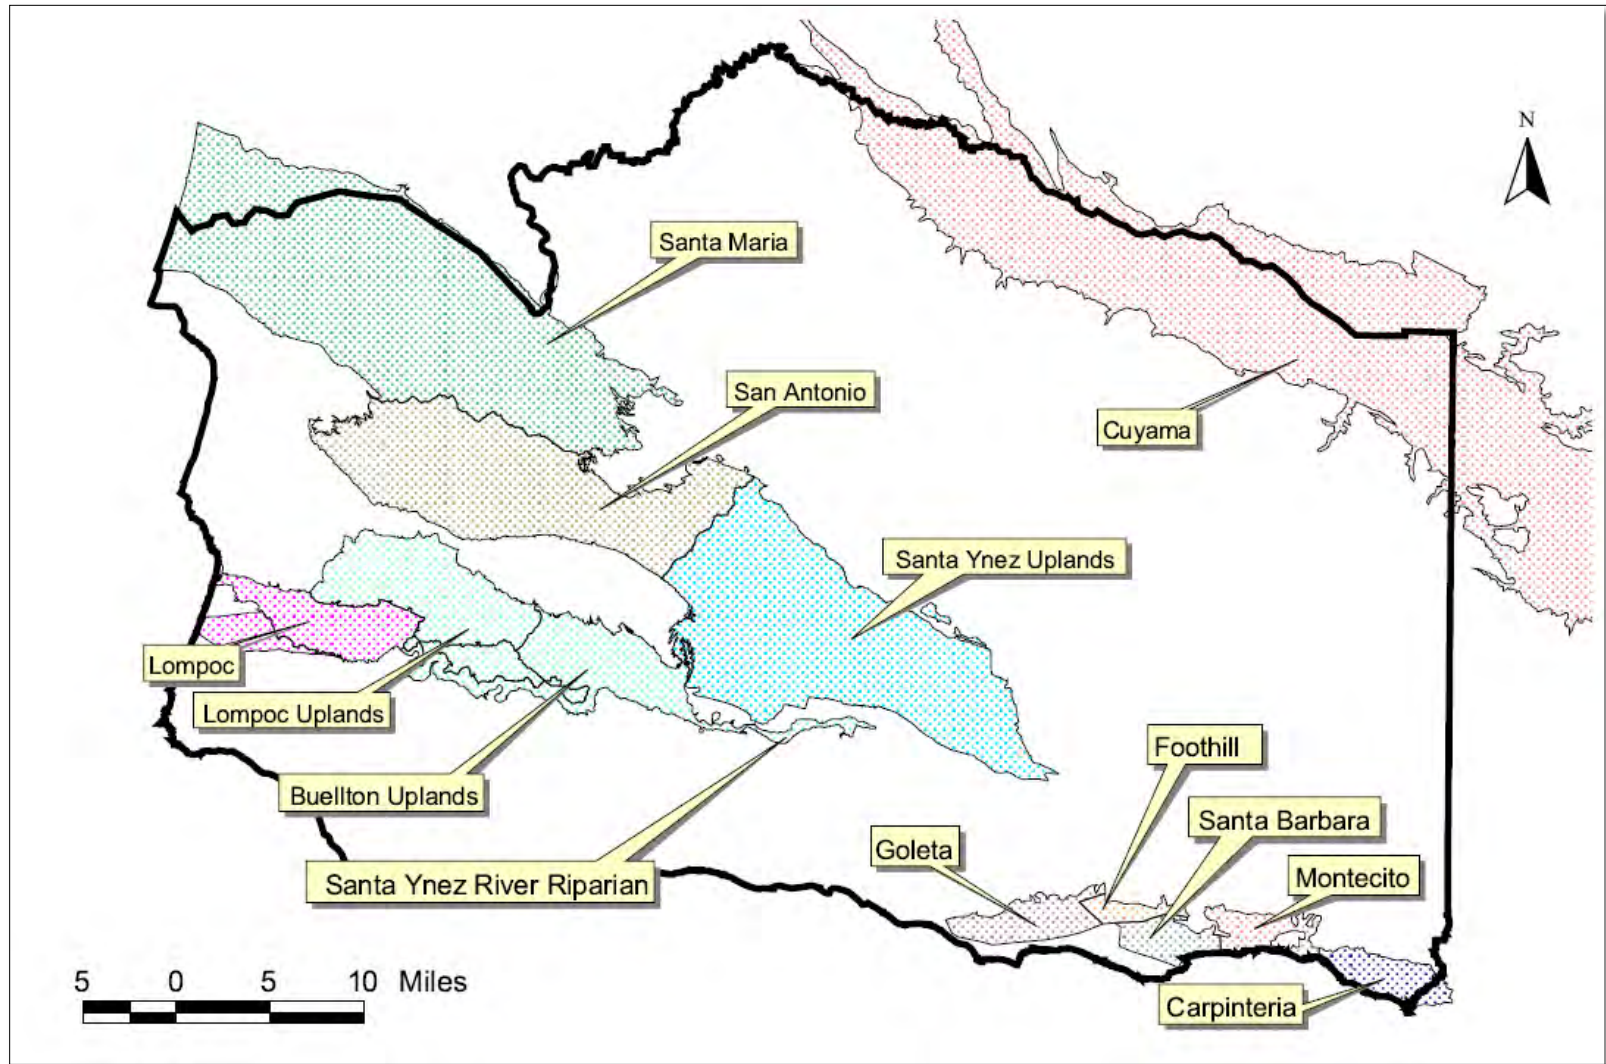 N
Santa Maria
San Antonio
Cuyama
Santa Ynez Uplands
Lompoc
Lompoc Uplands
Buellton Uplands
Foothill
Santa Barbara
Goleta
Montecito
Santa Ynez River Riparian
5 0 5 10 Miles
Carpinteria